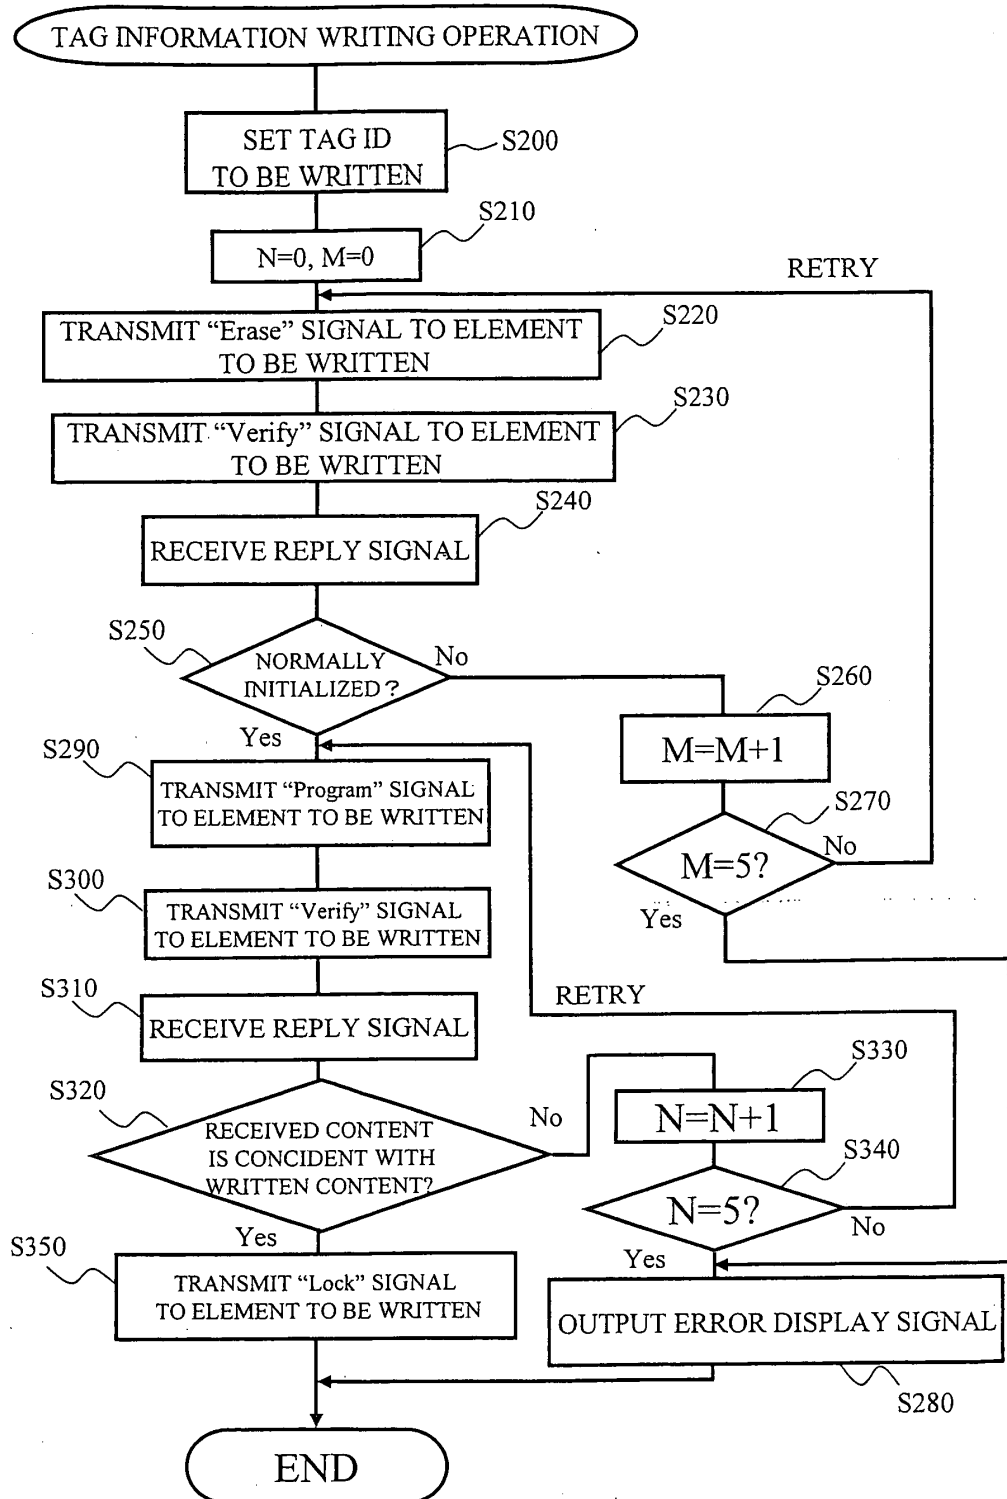 TAG INFORMATION WRITING OPERATION
SET TAG ID
TO BE WRITTEN
S200
S210
N=0, M=0
RETRY
TRANSMIT “Erase” SIGNAL TO ELEMENT
TO BE WRITTEN
S220
TRANSMIT “Verify” SIGNAL TO ELEMENT
TO BE WRITTEN
S230
RECEIVE REPLY SIGNAL
S240
S250
NORMALLY
INITIALIZED?
No
Yes
S260
M=M+1
S270
M=5?
No
Yes
S290
TRANSMIT “Program” SIGNAL
TO ELEMENT TO BE WRITTEN
S300
TRANSMIT “Verify” SIGNAL
TO ELEMENT TO BE WRITTEN
RETRY
S310
RECEIVE REPLY SIGNAL
S320
RECEIVED CONTENT
IS CONCIDENT WITH
WRITTEN CONTENT?
No
Yes
S330
N=N+1
S340
N=5?
No
Yes
S350
TRANSMIT “Lock” SIGNAL
TO ELEMENT TO BE WRITTEN
OUTPUT ERROR DISPLAY SIGNAL
S280
END